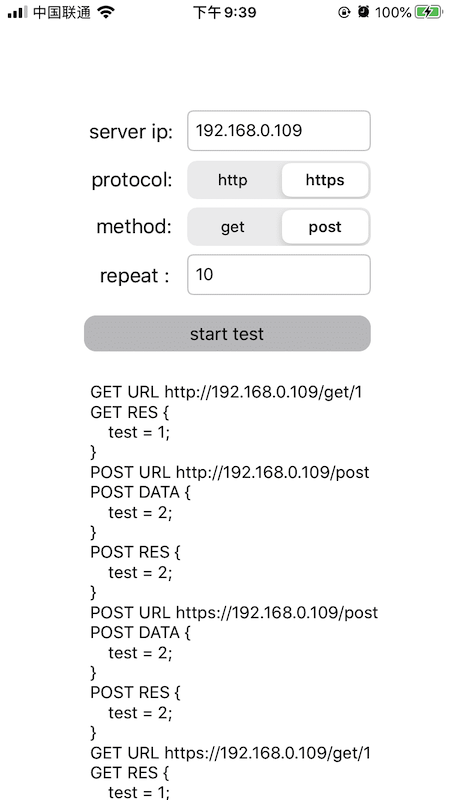 中国联通 下午9:39 100%
server ip: 192.168.0.109
protocol: http https
method: get post
repeat : 10
start test
GET URL http://192.168.0.109/get/1
GET RES {
test = 1;
}
POST URL http://192.168.0.109/post
POST DATA {
test = 2;
}
POST RES {
test = 2;
}
POST URL https://192.168.0.109/post
POST DATA {
test = 2;
}
POST RES {
test = 2;
}
GET URL https://192.168.0.109/get/1
GET RES {
test = 1;